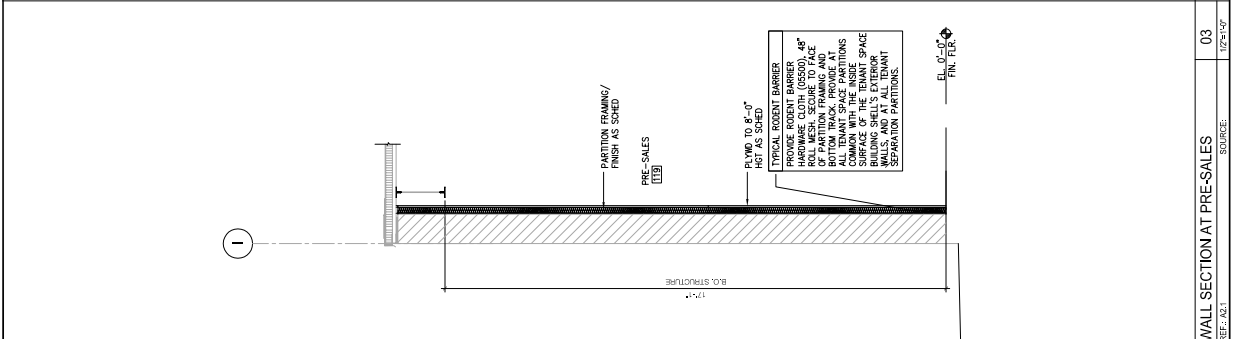 I
PARTITION FRAMING/
FINISH AS SCHED
PRE-SALES
119
PLYWD TO 8'-0"
HGT AS SCHED
TYPICAL RODENT BARRIER
PROVIDE RODENT BARRIER
HARDWARE CLOTH (05500), 48"
ROLL MESH. SECURE TO FACE
OF PARTITION FRAMING AND
BOTTOM TRACK. PROVIDE AT
ALL TENANT SPACE PARTITIONS
COMMON WITH THE INSIDE
SURFACE OF THE TENANT SPACE
BUILDING SHELL'S EXTERIOR
WALLS, AND AT ALL TENANT
SEPARATION PARTITIONS.
EL. 0'-0"
FIN. FLR.
17'-1"
B.O. STRUCTURE
WALL SECTION AT PRE-SALES
03
REF.: A2.1
SOURCE:
1/2"=1'-0"